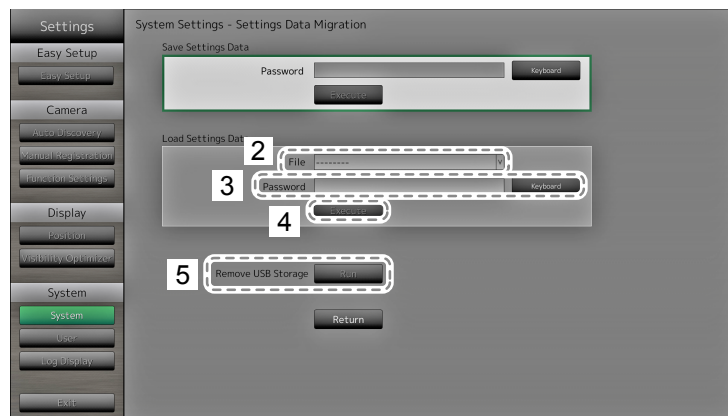 Settings
System Settings - Settings Data Migration
Easy Setup
Easy Setup
Camera
Auto Discovery
Manual Registration
Function Settings
Display
Position
Visibility Optimizer
System
System
User
Log Display
Exit
Save Settings Data
Password
Keyboard
Execute
Load Settings Dat
2
File
--------
3
Password
Keyboard
4
Execute
5
Remove USB Storage
Run
Return